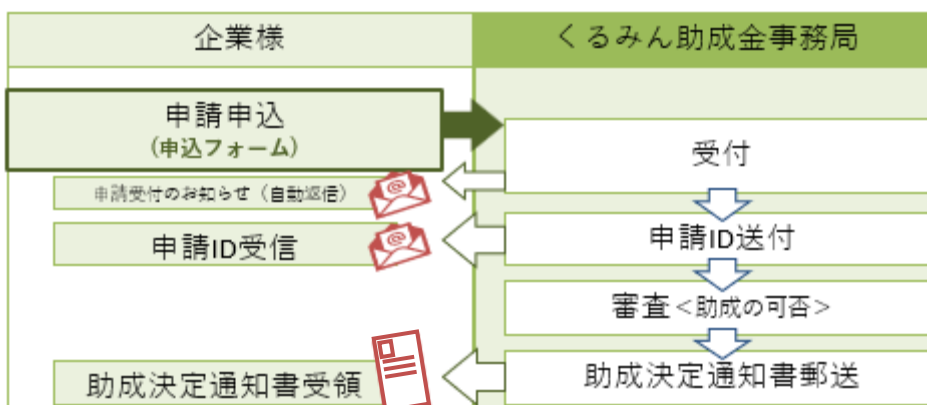 企業様
くるみん助成金事務局
申請申込
(申込フォーム)
受付
申請受付のお知らせ（自動返信）
申請ID送付
申請ID受信
審査＜助成の可否＞
助成決定通知書郵送
助成決定通知書受領